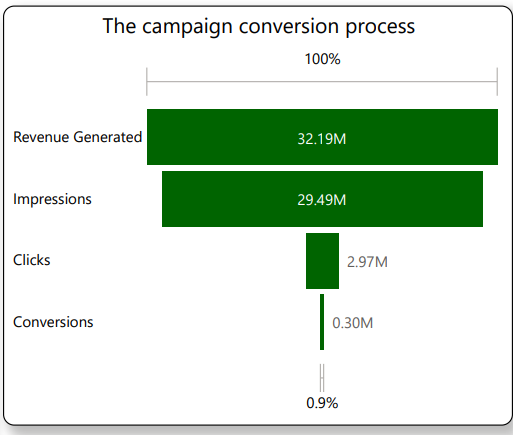 The campaign conversion process
100%
Revenue Generated 32.19M
Impressions 29.49M
Clicks 2.97M
Conversions 0.30M
0.9%